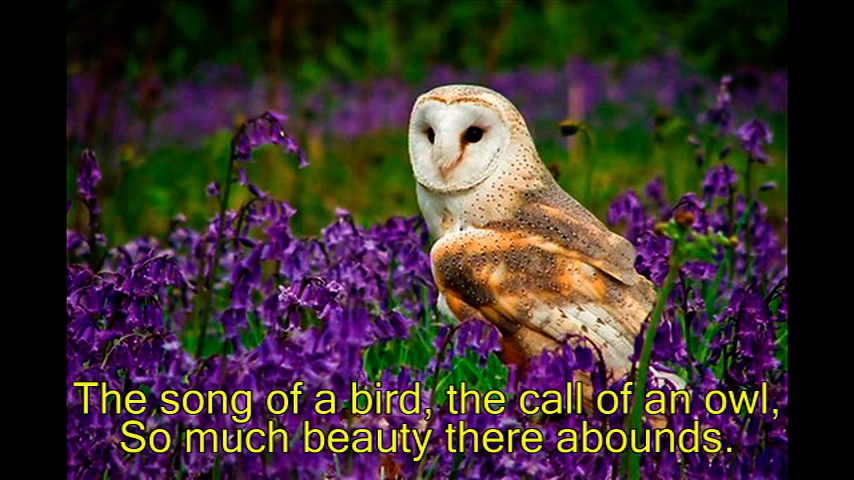 The song of a bird, the call of an owl,
So much beauty there abounds.